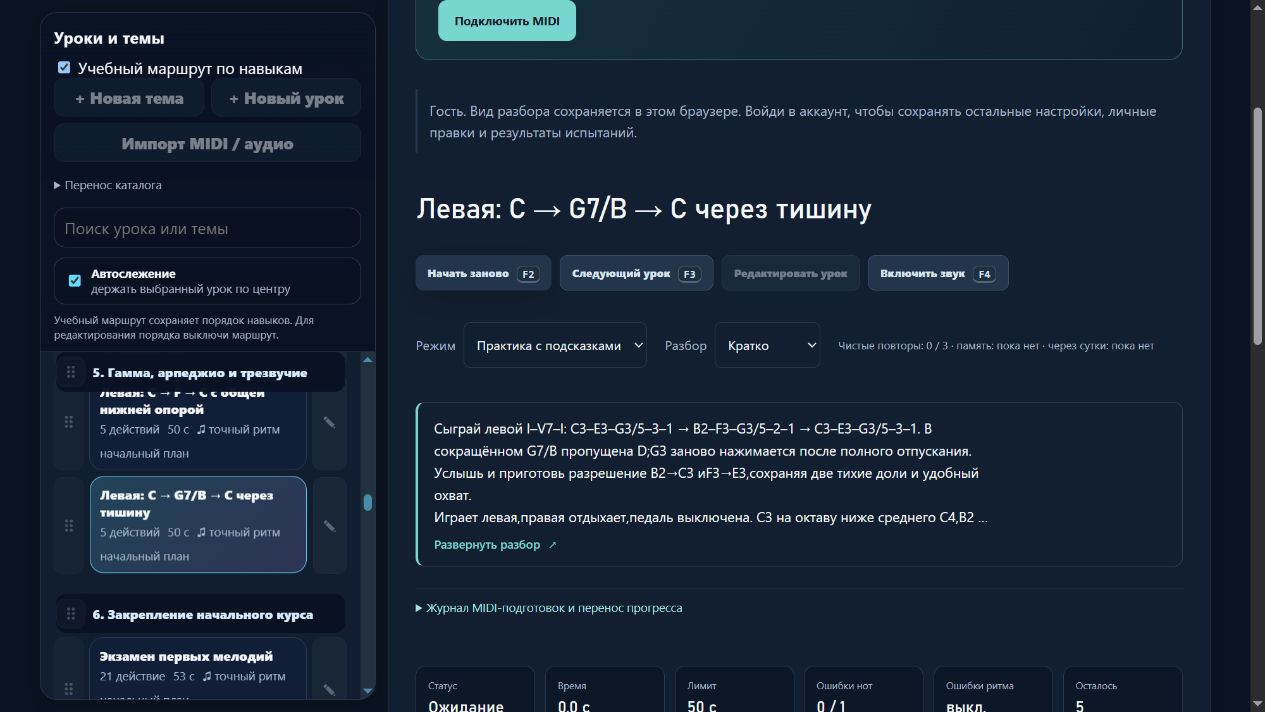 Уроки и темы
Учебный маршрут по навыкам
+ Новая тема
+ Новый урок
Импорт MIDI / аудио
▶ Перенос каталога
Поиск урока или темы
Автослежение
держать выбранный урок по центру
Учебный маршрут сохраняет порядок навыков. Для
редактирования порядка выключи маршрут.
5. Гамма, арпеджио и трезвучие
Левая: C → F → C с общей
нижней опорой
5 действий 50 с ♫ точный ритм
начальный план
Левая: C → G7/B → C через
тишину
5 действий 50 с ♫ точный ритм
начальный план
6. Закрепление начального курса
Экзамен первых мелодий
21 действие 53 с ♫ точный ритм
начальный план
Подключить MIDI
Гость. Вид разбора сохраняется в этом браузере. Войди в аккаунт, чтобы сохранять остальные настройки, личные
правки и результаты испытаний.
Левая: C → G7/B → C через тишину
Начать заново F2
Следующий урок F3
Редактировать урок
Включить звук F4
Режим Практика с подсказками Разбор Кратко Чистые повторы: 0 / 3 · память: пока нет · через сутки: пока нет
Сыграй левой I–V7–I: C3–E3–G3/5–3–1 → B2–F3–G3/5–2–1 → C3–E3–G3/5–3–1. В
сокращённом G7/B пропущена D;G3 заново нажимается после полного отпускания.
Услышь и приготовь разрешение B2→C3 иF3→E3,сохраняя две тихие доли и удобный
охват.
Играет левая,правая отдыхает,педаль выключена. C3 на октаву ниже среднего C4,B2 ...
Развернуть разбор ↗
▶ Журнал MIDI-подготовок и перенос прогресса
Статус
Ожидание
Время
0.0 с
Лимит
50 с
Ошибки нот
0 / 1
Ошибки ритма
выкл.
Осталось
5